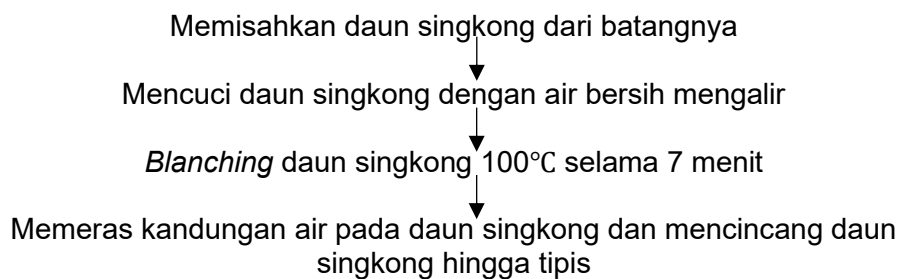 Memisahkan daun singkong dari batangnya
Mencuci daun singkong dengan air bersih mengalir
Blanching daun singkong 100℃ selama 7 menit
Memeras kandungan air pada daun singkong dan mencincang daun
singkong hingga tipis